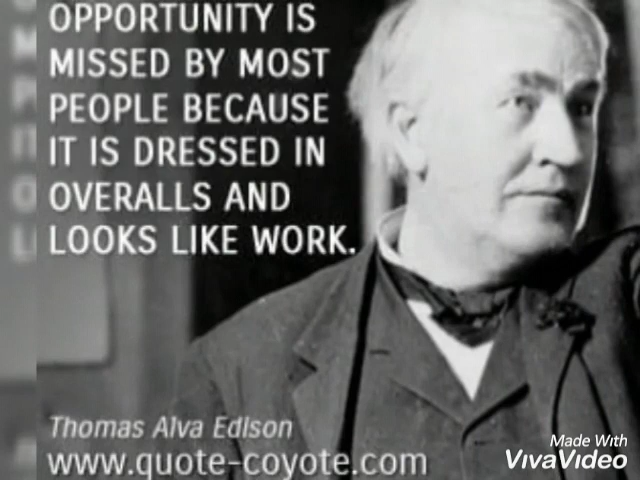 OPPORTUNITY IS
MISSED BY MOST
PEOPLE BECAUSE
IT IS DRESSED IN
OVERALLS AND
LOOKS LIKE WORK.
Thomas Alva Edison
www.quote-coyote.com
Made With
VivaVideo